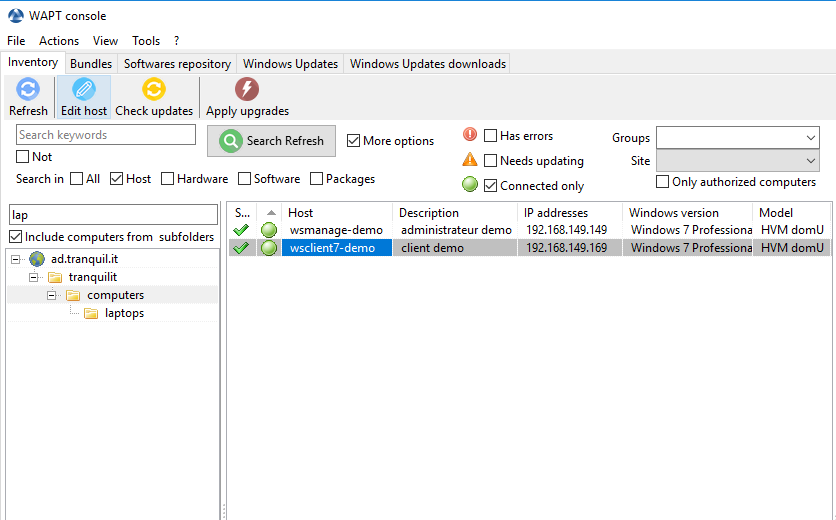 WAPT console
File Actions View Tools ?
Inventory Bundles Softwares repository Windows Updates Windows Updates downloads
Refresh Edit host Check updates Apply upgrades
Search keywords
Search Refresh
More options
Not
Search in All Host Hardware Software Packages
Has errors
Needs updating
Connected only
Groups
Site
Only authorized computers
lap
Include computers from subfolders
ad.tranquil.it
tranquilit
computers
laptops
S... Host Description IP addresses Windows version Model
wsmanage-demo administrateur demo 192.168.149.149 Windows 7 Professiona HVM domU
wsclient7-demo client demo 192.168.149.169 Windows 7 Professiona HVM domU